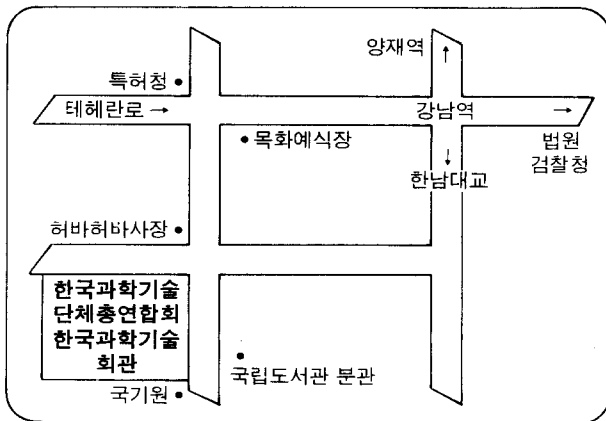 양재역
↑
특허청 •
테헤란로 → 강남역 →
• 목화예식장
↓
한남대교
법원
검찰청
허바허바사장 •
한국과학기술
단체총연합회
한국과학기술
회관
•
국립도서관 분관
국기원 •